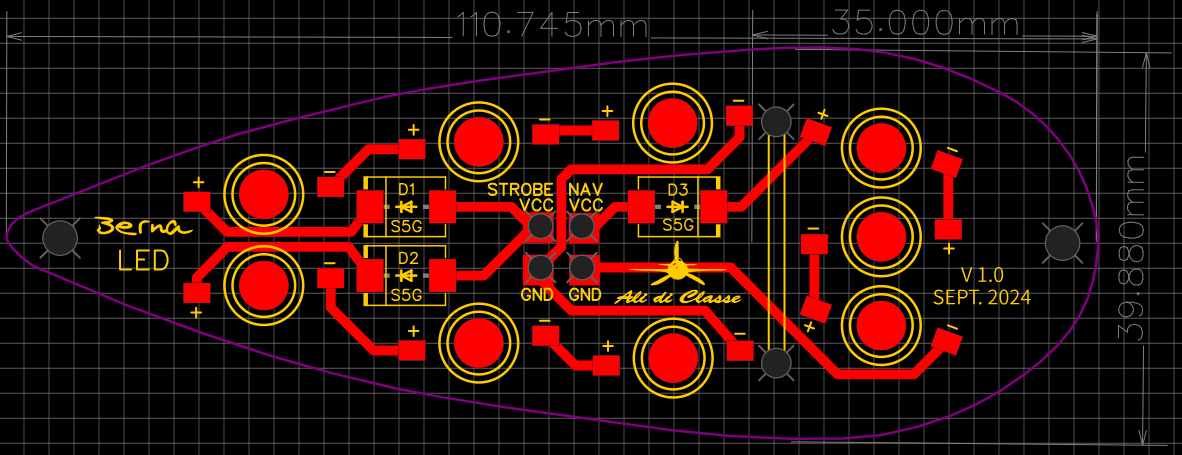 110.745mm
35.000mm
+
-
+
-
+
-
+
-
D1
S5G
STROBE NAV
VCC VCC
D3
S5G
39.880mm
Berna
LED
-
+
-
D2
S5G
GND GND
Ali di Classe
V 1.0
SEPT. 2024
+
-
+
-
+
-
+
-